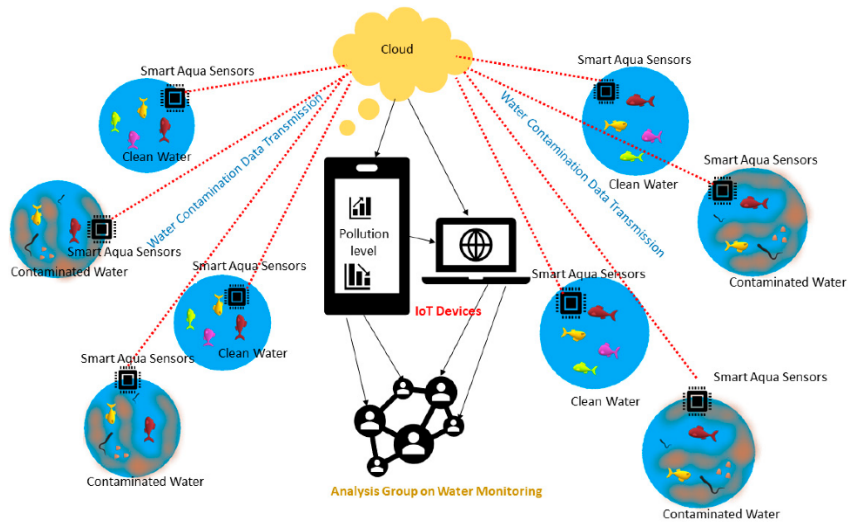 Cloud
Smart Aqua Sensors
Clean Water
Smart Aqua Sensors
Contaminated Water
Smart Aqua Sensors
Clean Water
Smart Aqua Sensors
Contaminated Water
Water Contamination Data Transmission
Pollution
level
IoT Devices
Analysis Group on Water Monitoring
Water Contamination Data Transmission
Smart Aqua Sensors
Clean Water
Smart Aqua Sensors
Contaminated Water
Smart Aqua Sensors
Clean Water
Smart Aqua Sensors
Contaminated Water